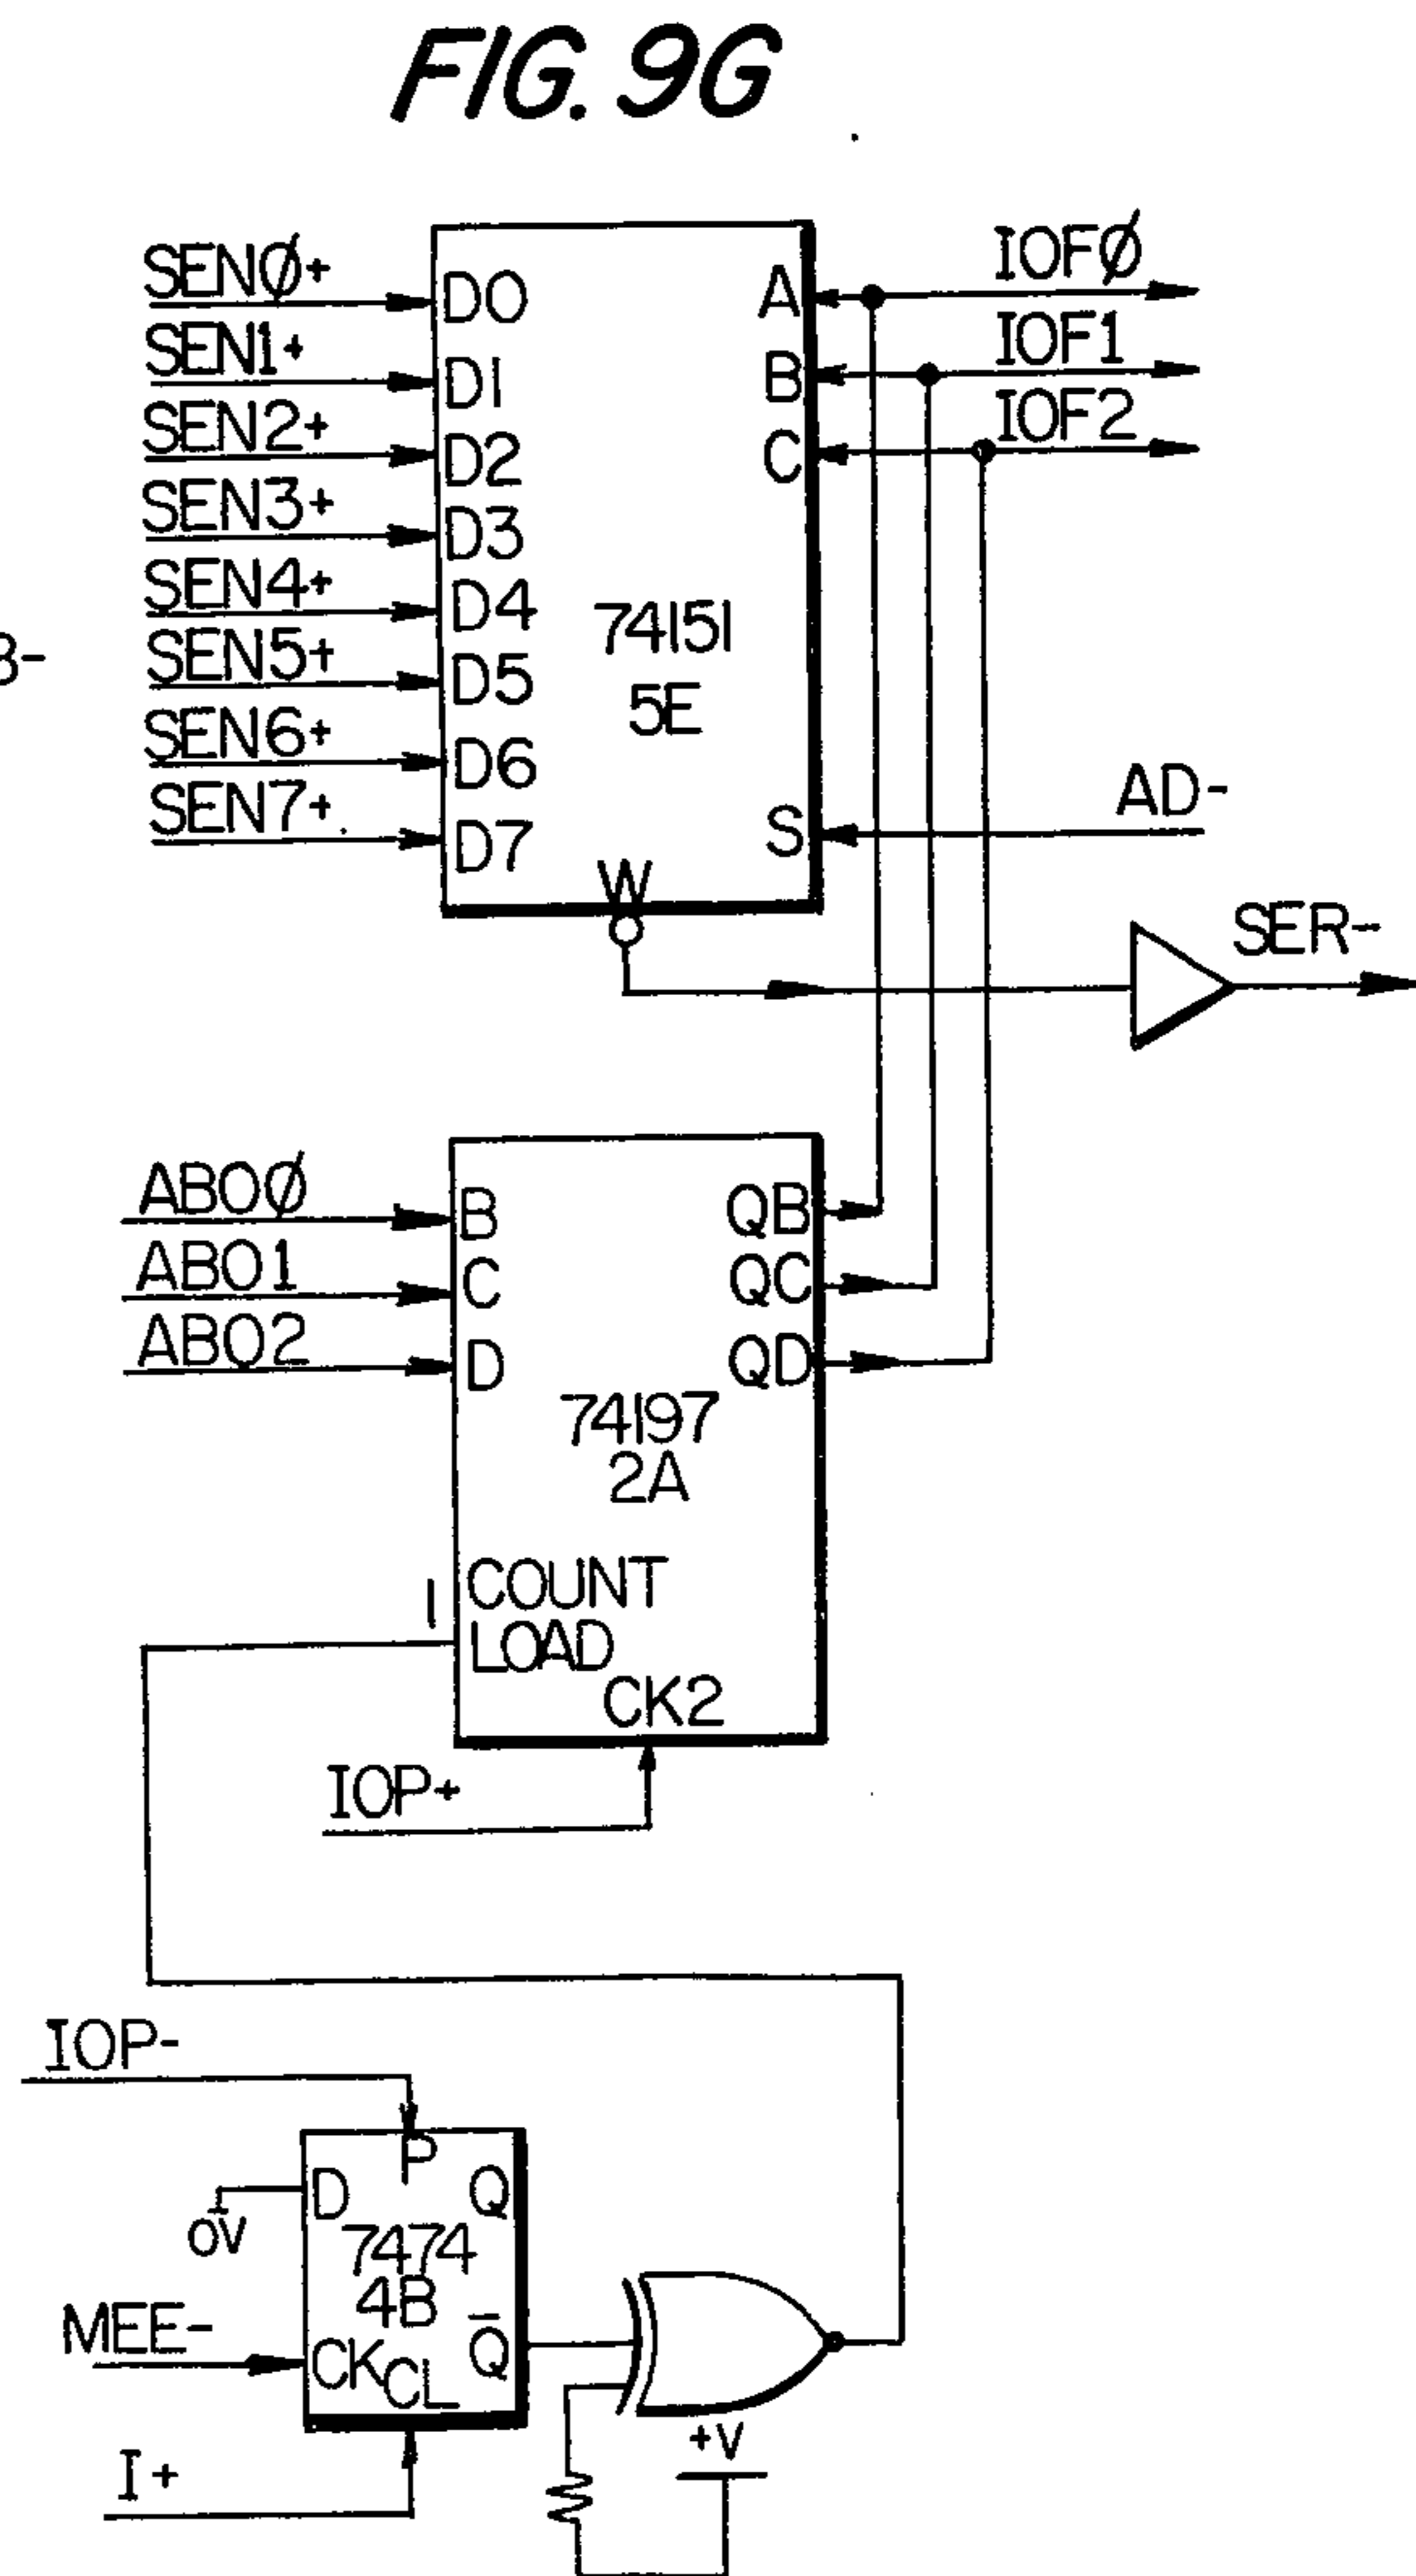 FIG. 9G
SENØ+
SEN1+
SEN2+
SEN3+
SEN4+
SEN5+
SEN6+
SEN7+
D0
D1
D2
D3
D4
D5
D6
D7
74151
5E
A
B
C
S
W
IOFØ
IOF1
IOF2
AD-
SER-
ABOØ
ABO1
ABO2
B
C
D
QB
QC
QD
74197
2A
1
COUNT
LOAD
CK2
IOP+
IOP-
P
D
Q
0V
7474
4B
MEE-
CK
CL
Q̄
I+
+V